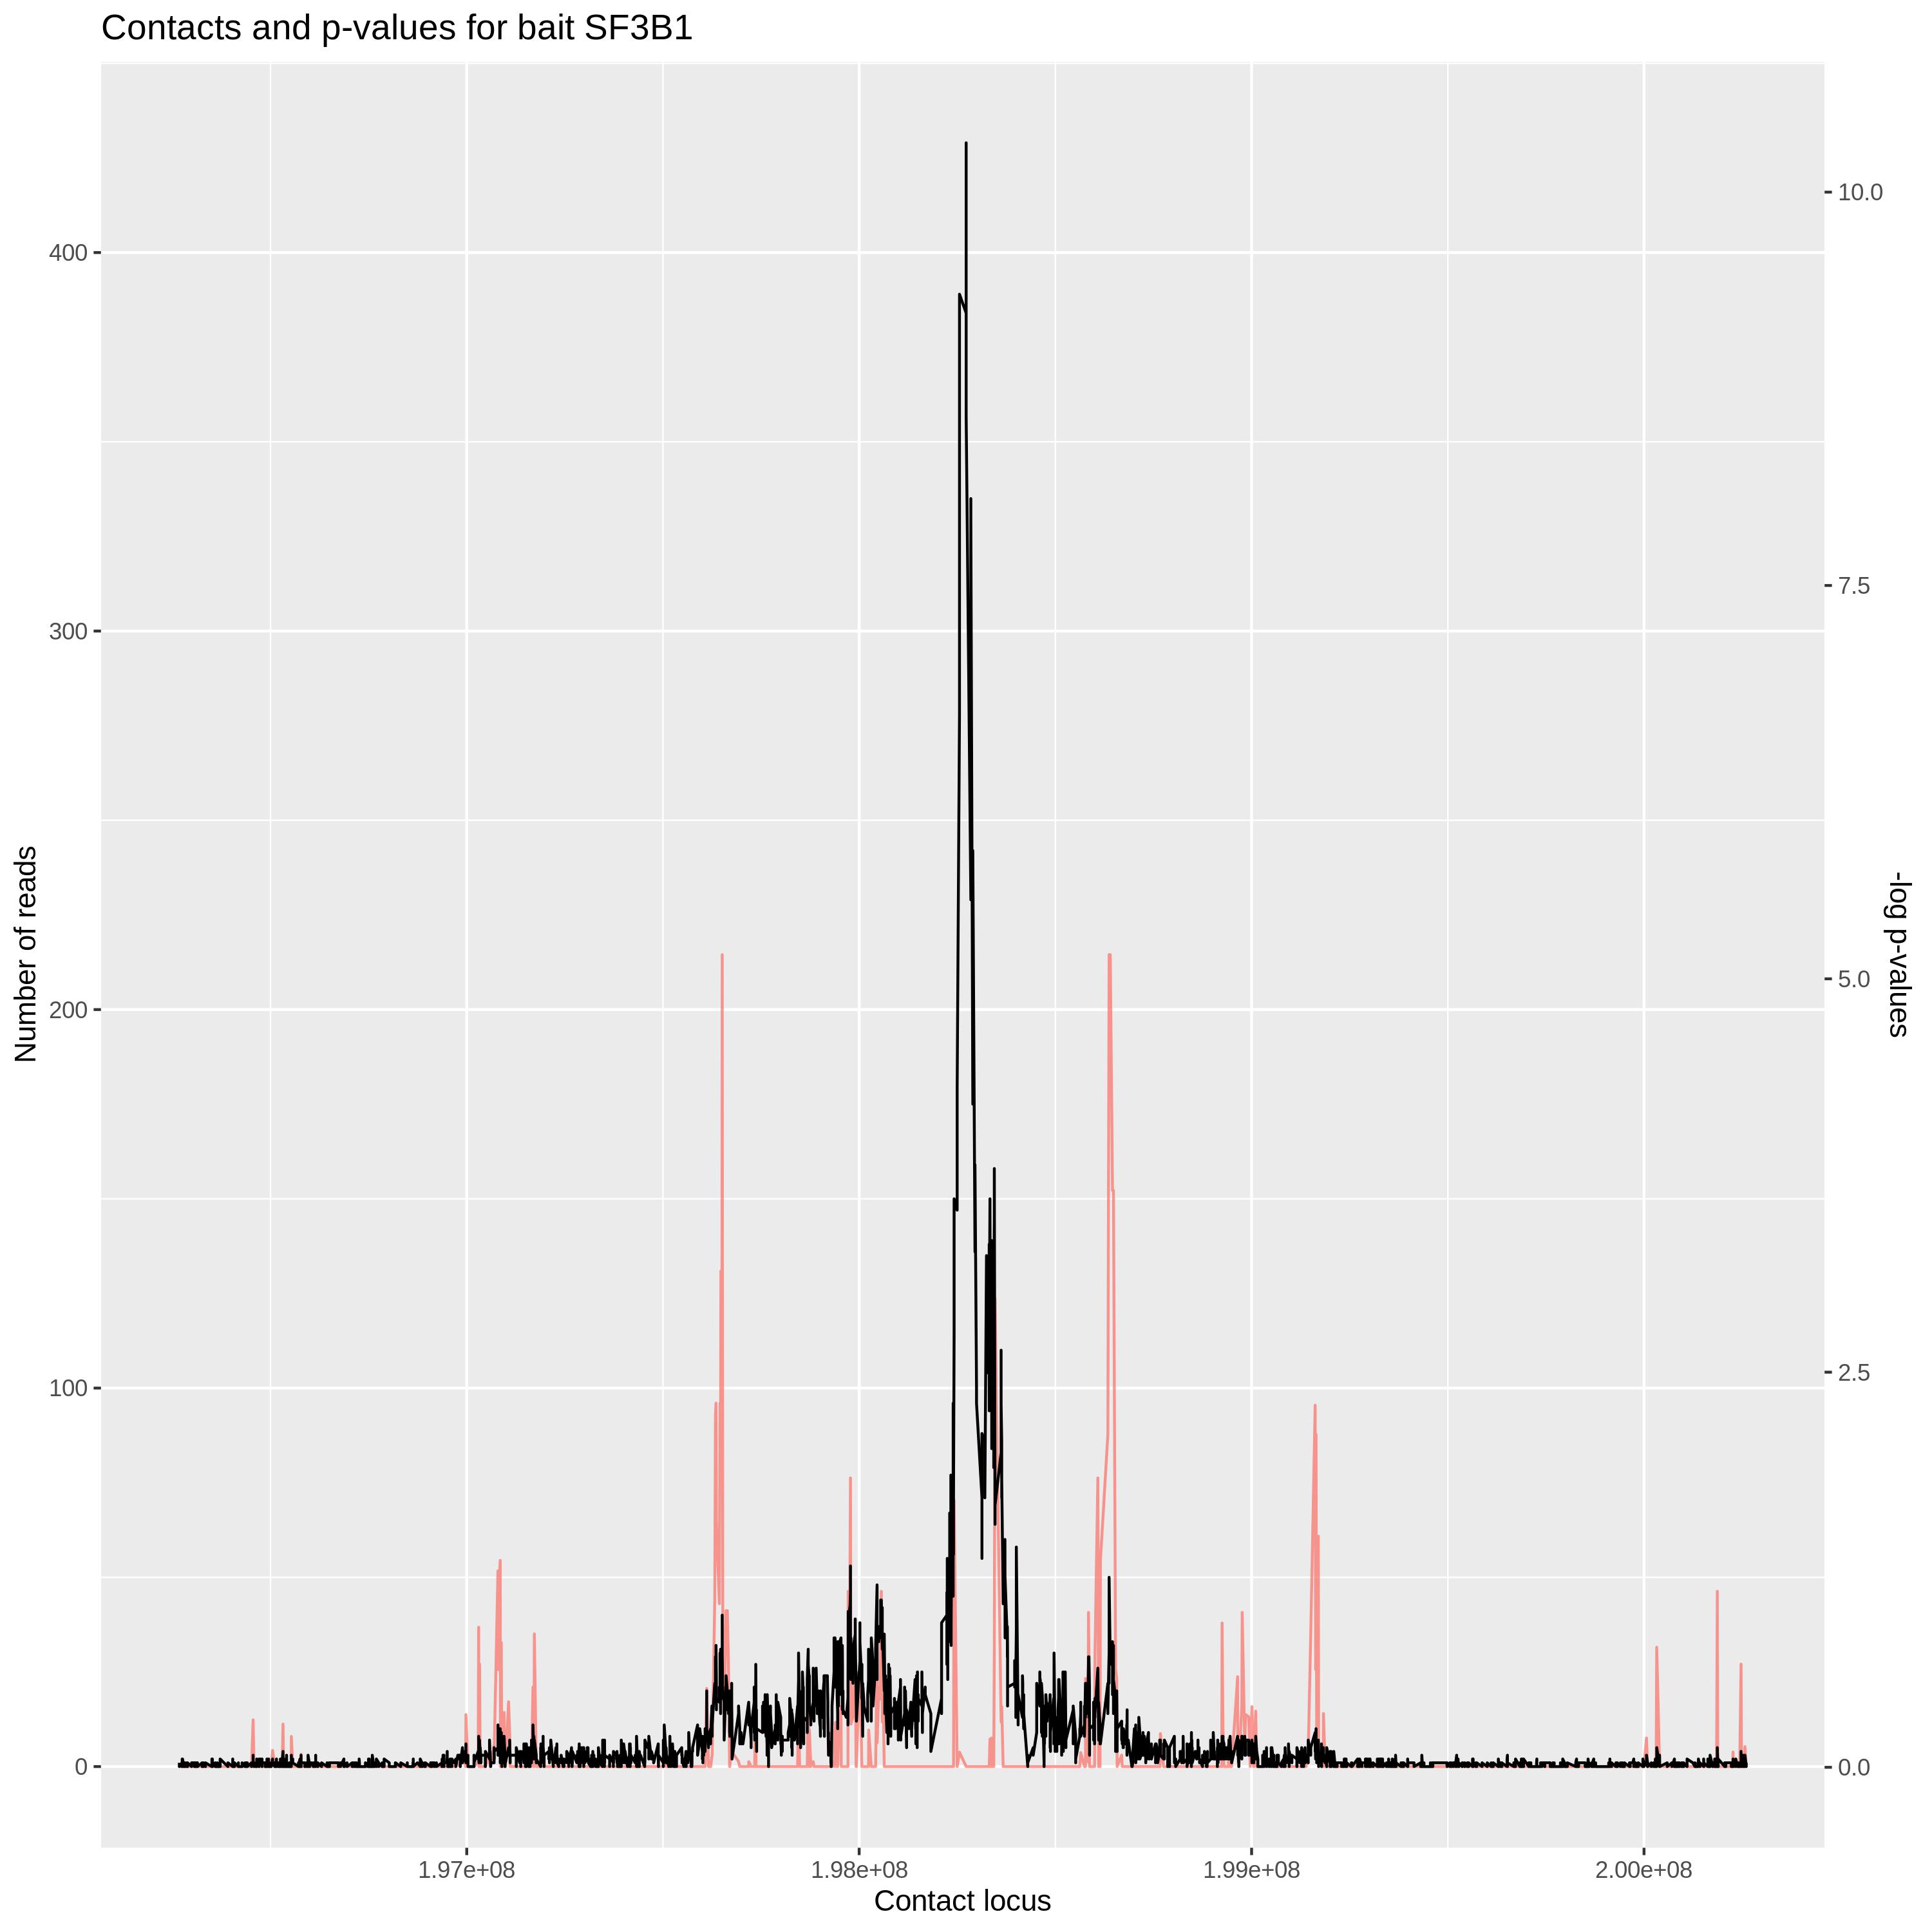 Contacts and p-values for bait SF3B1
400
300
200
100
0
Number of reads
10.0
7.5
5.0
2.5
0.0
-log p-values
1.97e+08
1.98e+08
1.99e+08
2.00e+08
Contact locus